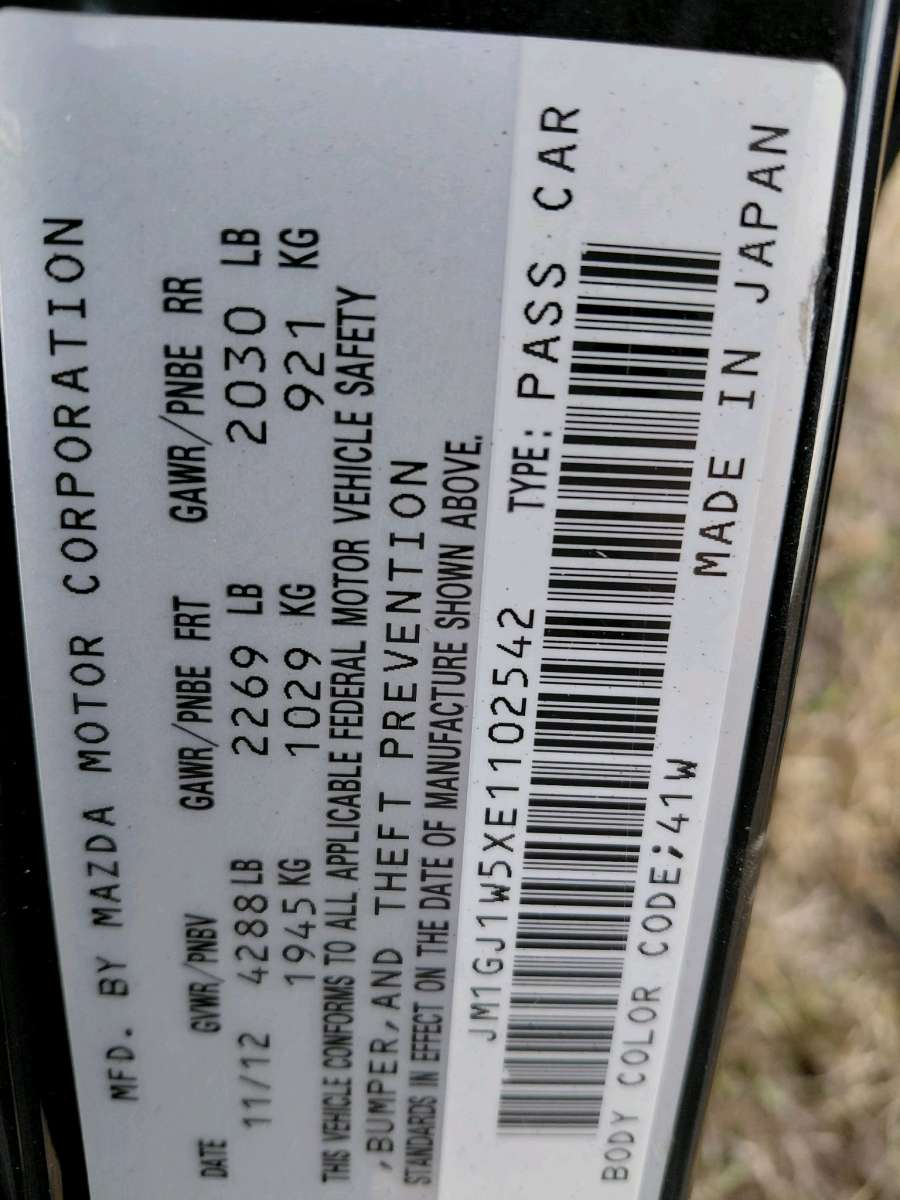 MFD. BY MAZDA MOTOR CORPORATION
DATE GVWR/PNBV GAWR/PNBE FRT GAWR/PNBE RR
11/12 4288LB 2269 LB 2030 LB
1945KG 1029 KG 921 KG
THIS VEHICLE CONFORMS TO ALL APPLICABLE FEDERAL MOTOR VEHICLE SAFETY
,BUMPER,AND THEFT PREVENTION
STANDARDS IN EFFECT ON THE DATE OF MANUFACTURE SHOWN ABOVE.
JM1GJ1W5XE1102542 TYPE: PASS CAR
BODY COLOR CODE;41W MADE IN JAPAN